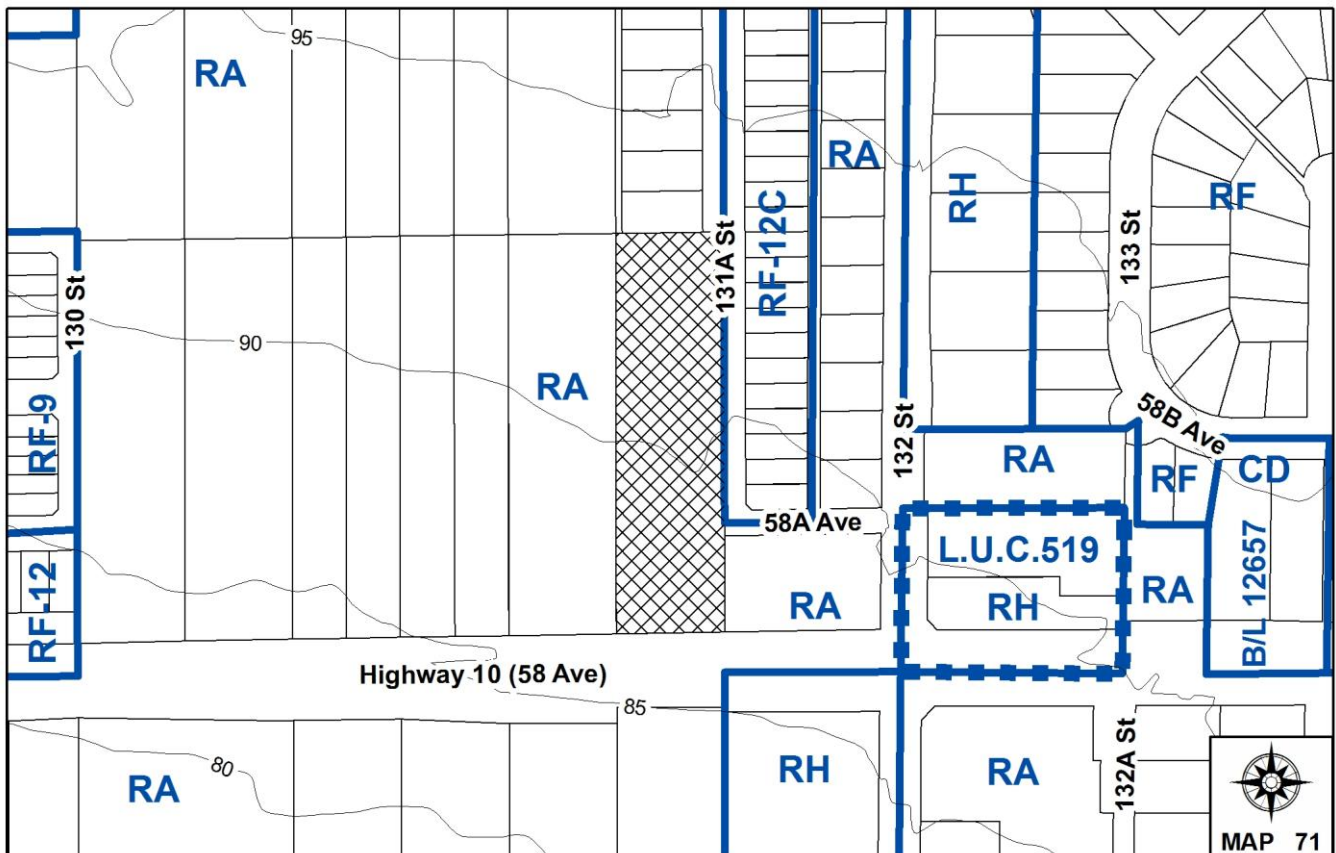 95
RA
RA
RH
RF
130 St
131A St
RF-12C
133 St
90
RA
RF-9
132 St
58B Ave
RA
RF
CD
58A Ave
L.U.C.519
RF-12
RA
RH
RA
B/L 12657
Highway 10 (58 Ave)
85
80
RA
RH
RA
132A St
MAP 71